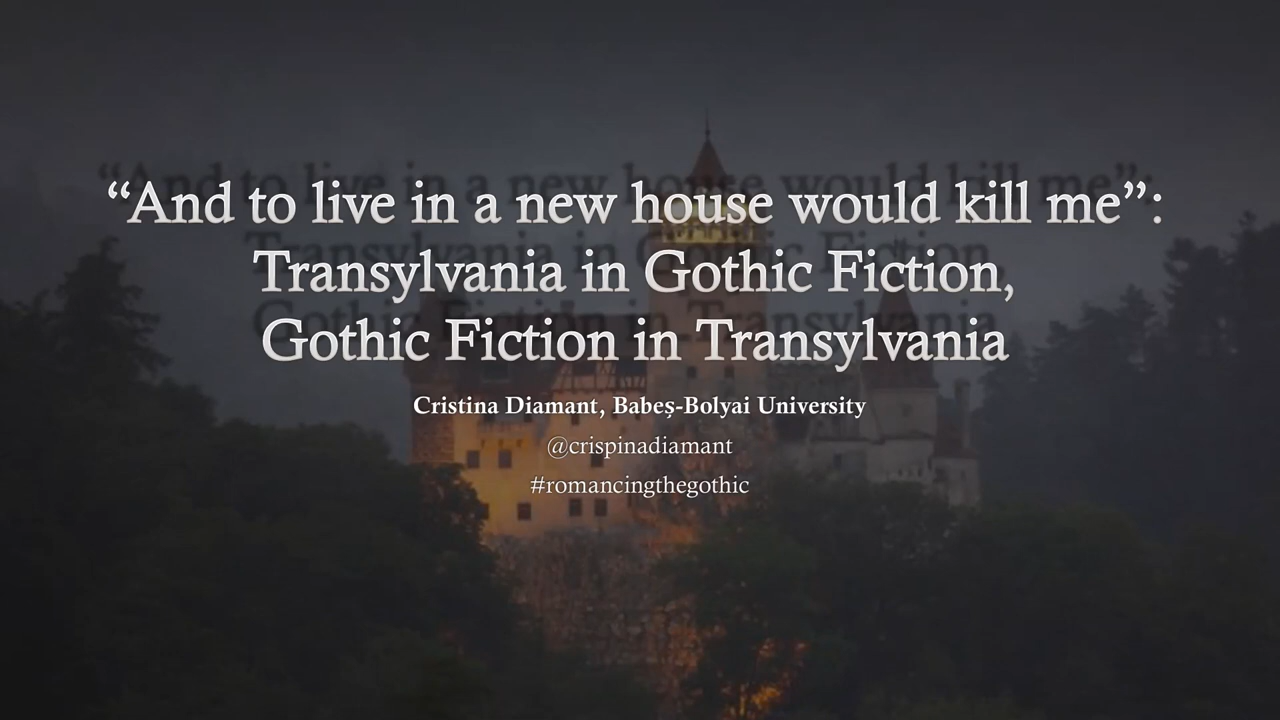 “And to live in a new house would kill me”:
Transylvania in Gothic Fiction,
Gothic Fiction in Transylvania
Cristina Diamant, Babeș-Bolyai University
@crispinadiamant
#romancingthegothic